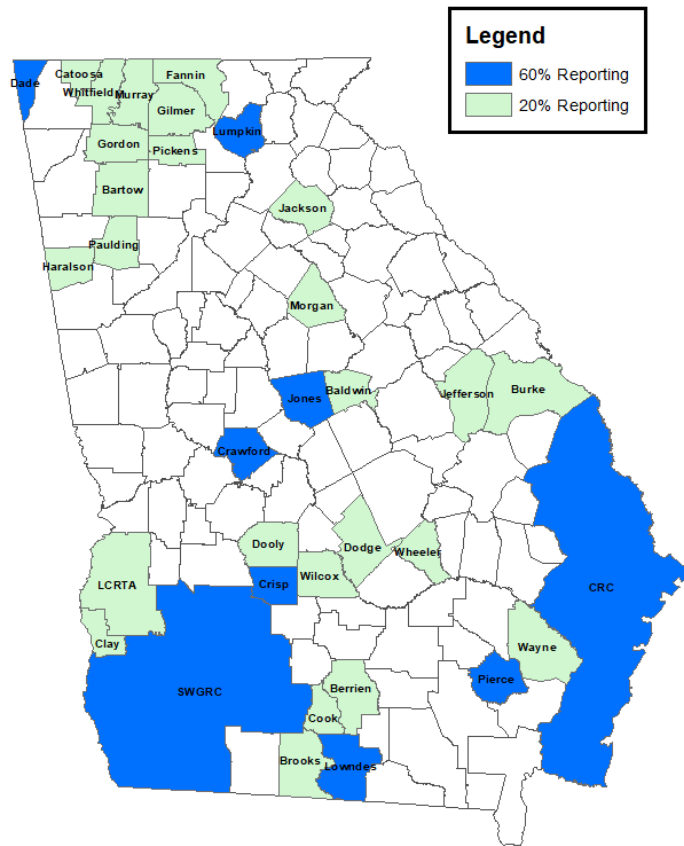 Legend
60% Reporting
20% Reporting
Dade
Catoosa
Whitfield
Murray
Fannin
Gilmer
Lumpkin
Gordon
Pickens
Bartow
Jackson
Paulding
Haralson
Morgan
Jones
Baldwin
Jefferson
Burke
Crawford
Dooly
Dodge
Wheeler
LCRTA
Crisp
Wilcox
CRC
Clay
Wayne
SWGRC
Pierce
Berrien
Cook
Brooks
Lowndes